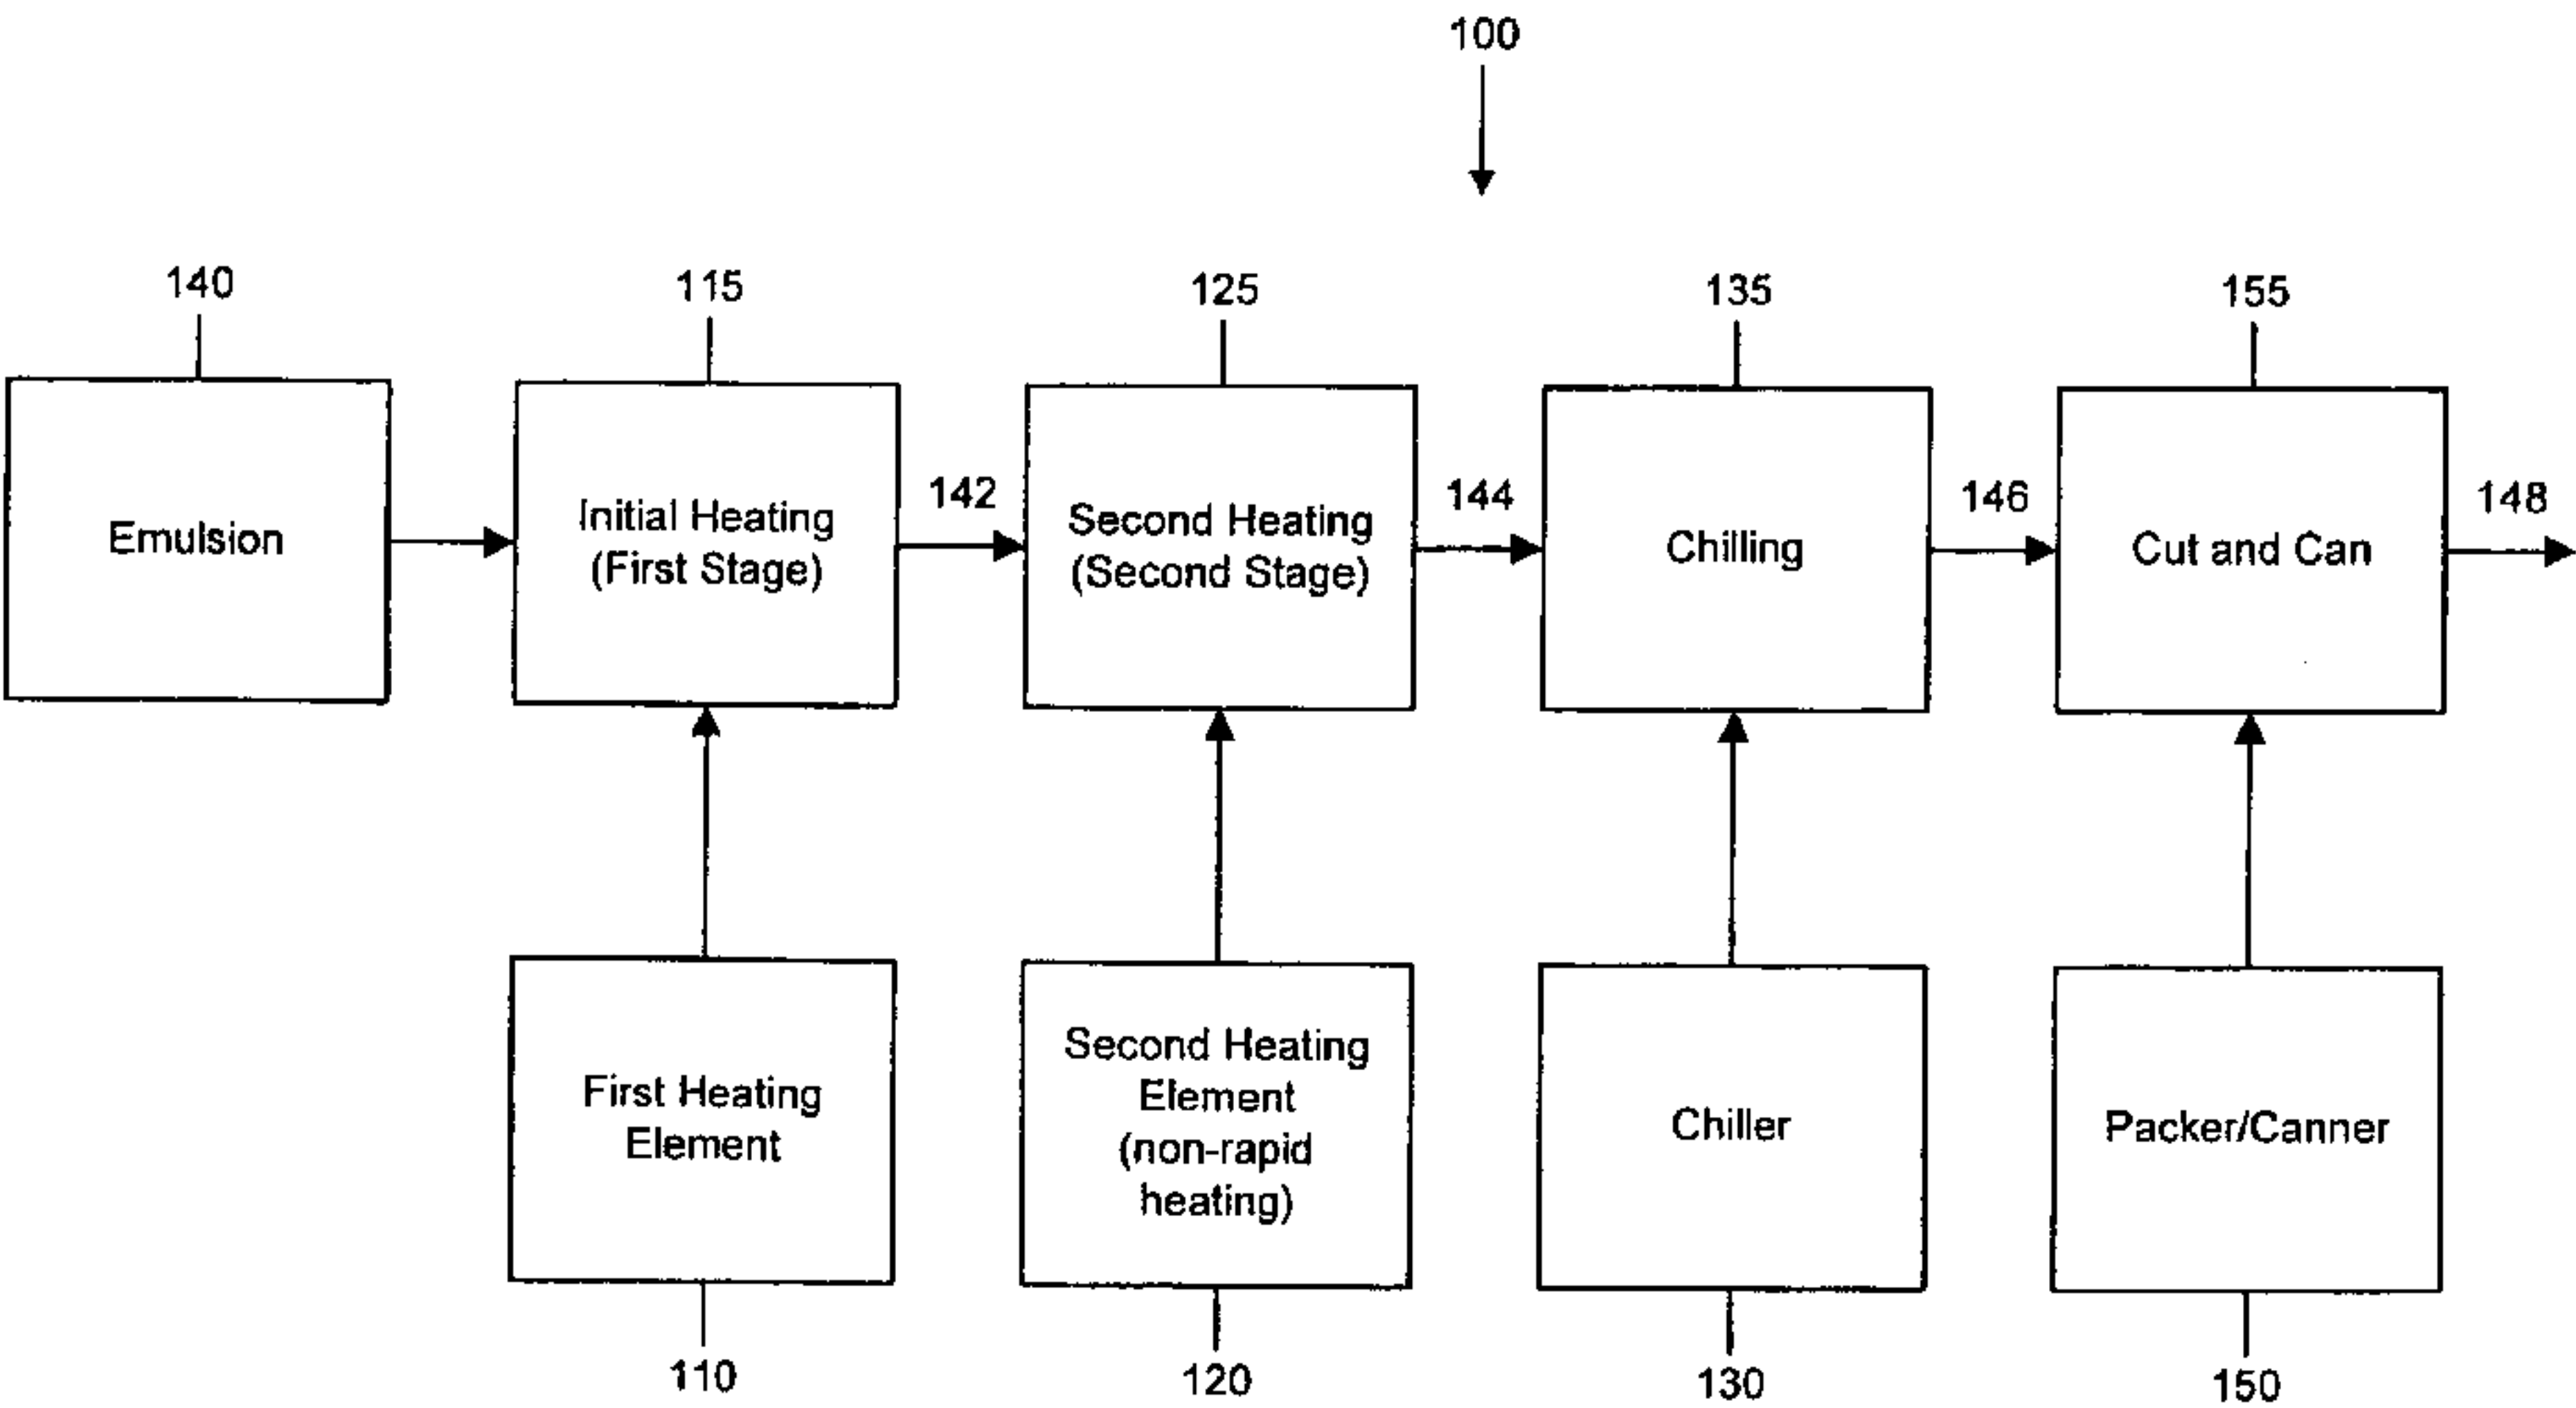 100
140
115
125
135
155
Emulsion
Initial Heating
(First Stage)
142
Second Heating
(Second Stage)
144
Chilling
146
Cut and Can
148
First Heating
Element
Second Heating
Element
(non-rapid
heating)
Chiller
Packer/Canner
110
120
130
150